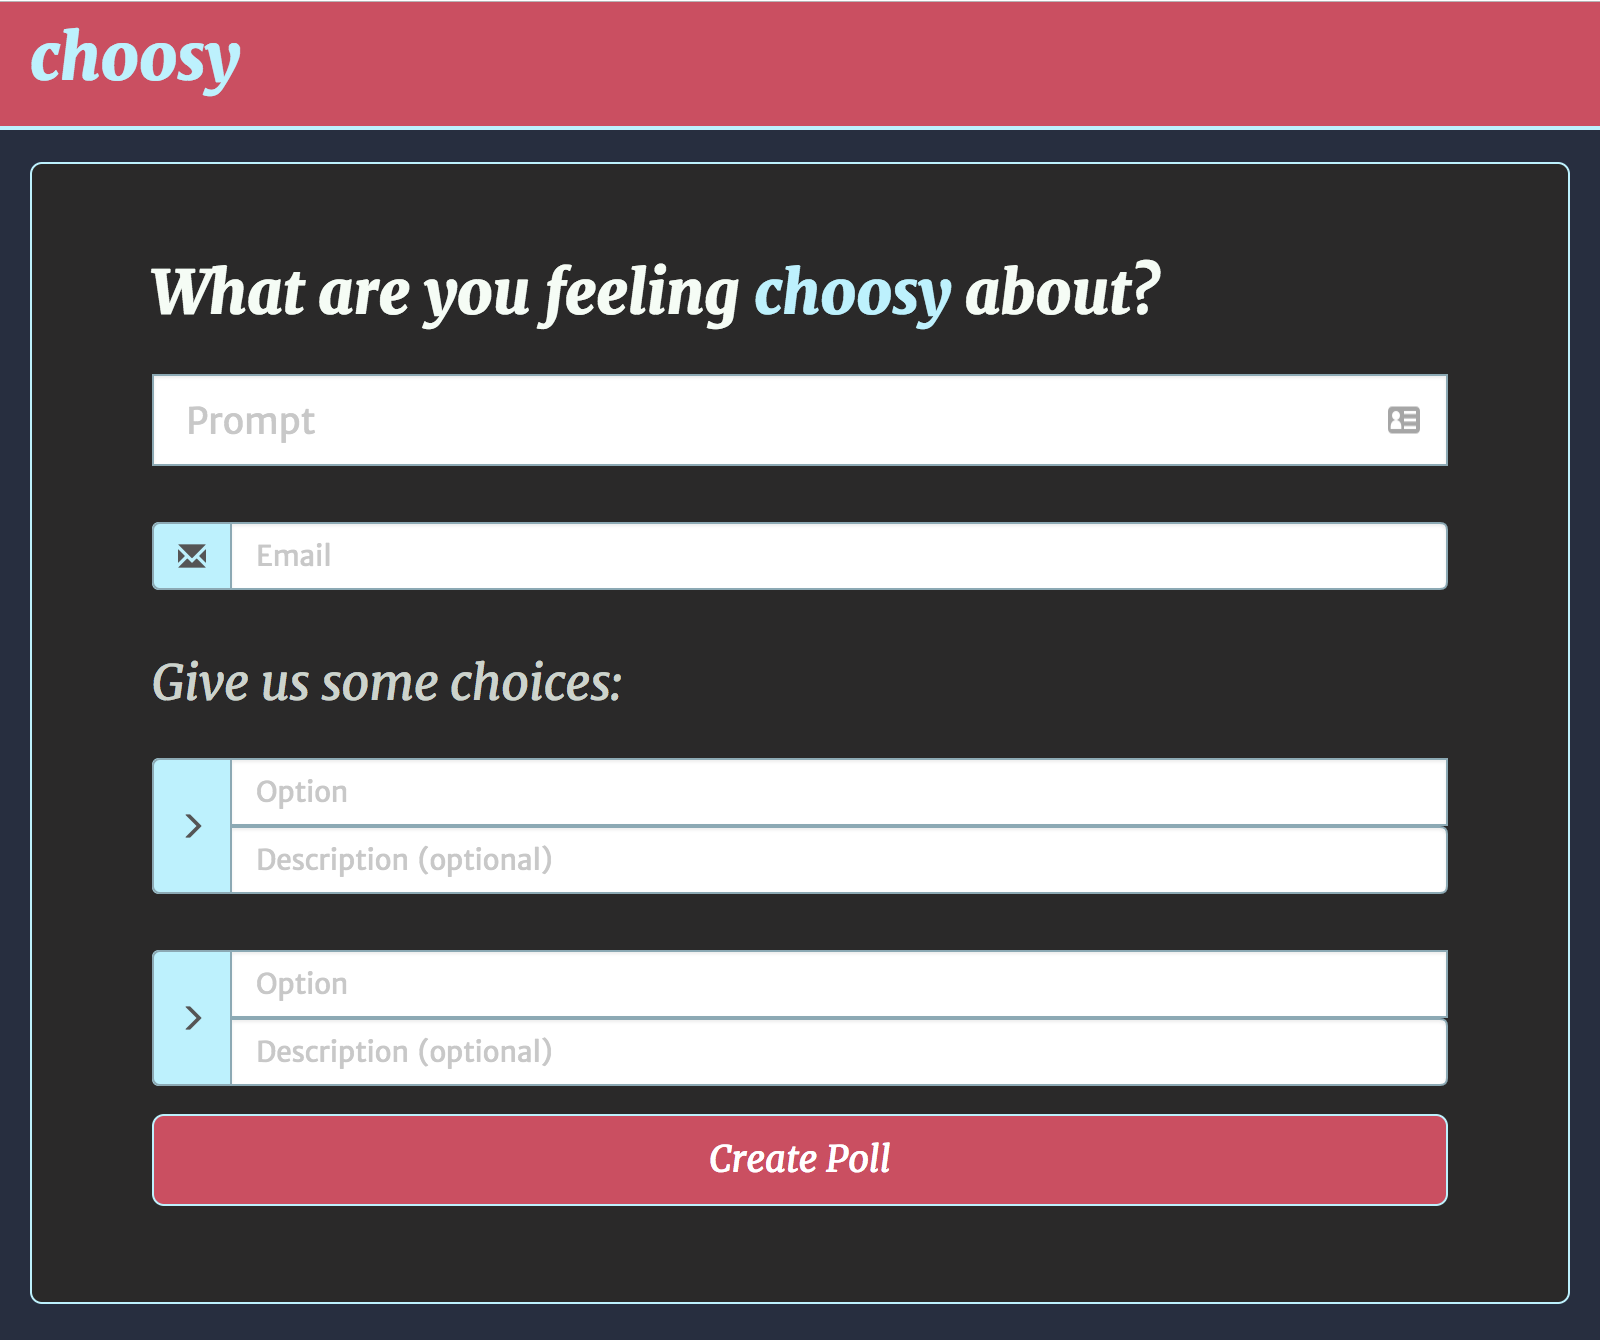 choosy
What are you feeling choosy about?
Prompt
Email
Give us some choices:
Option
Description (optional)
Option
Description (optional)
Create Poll